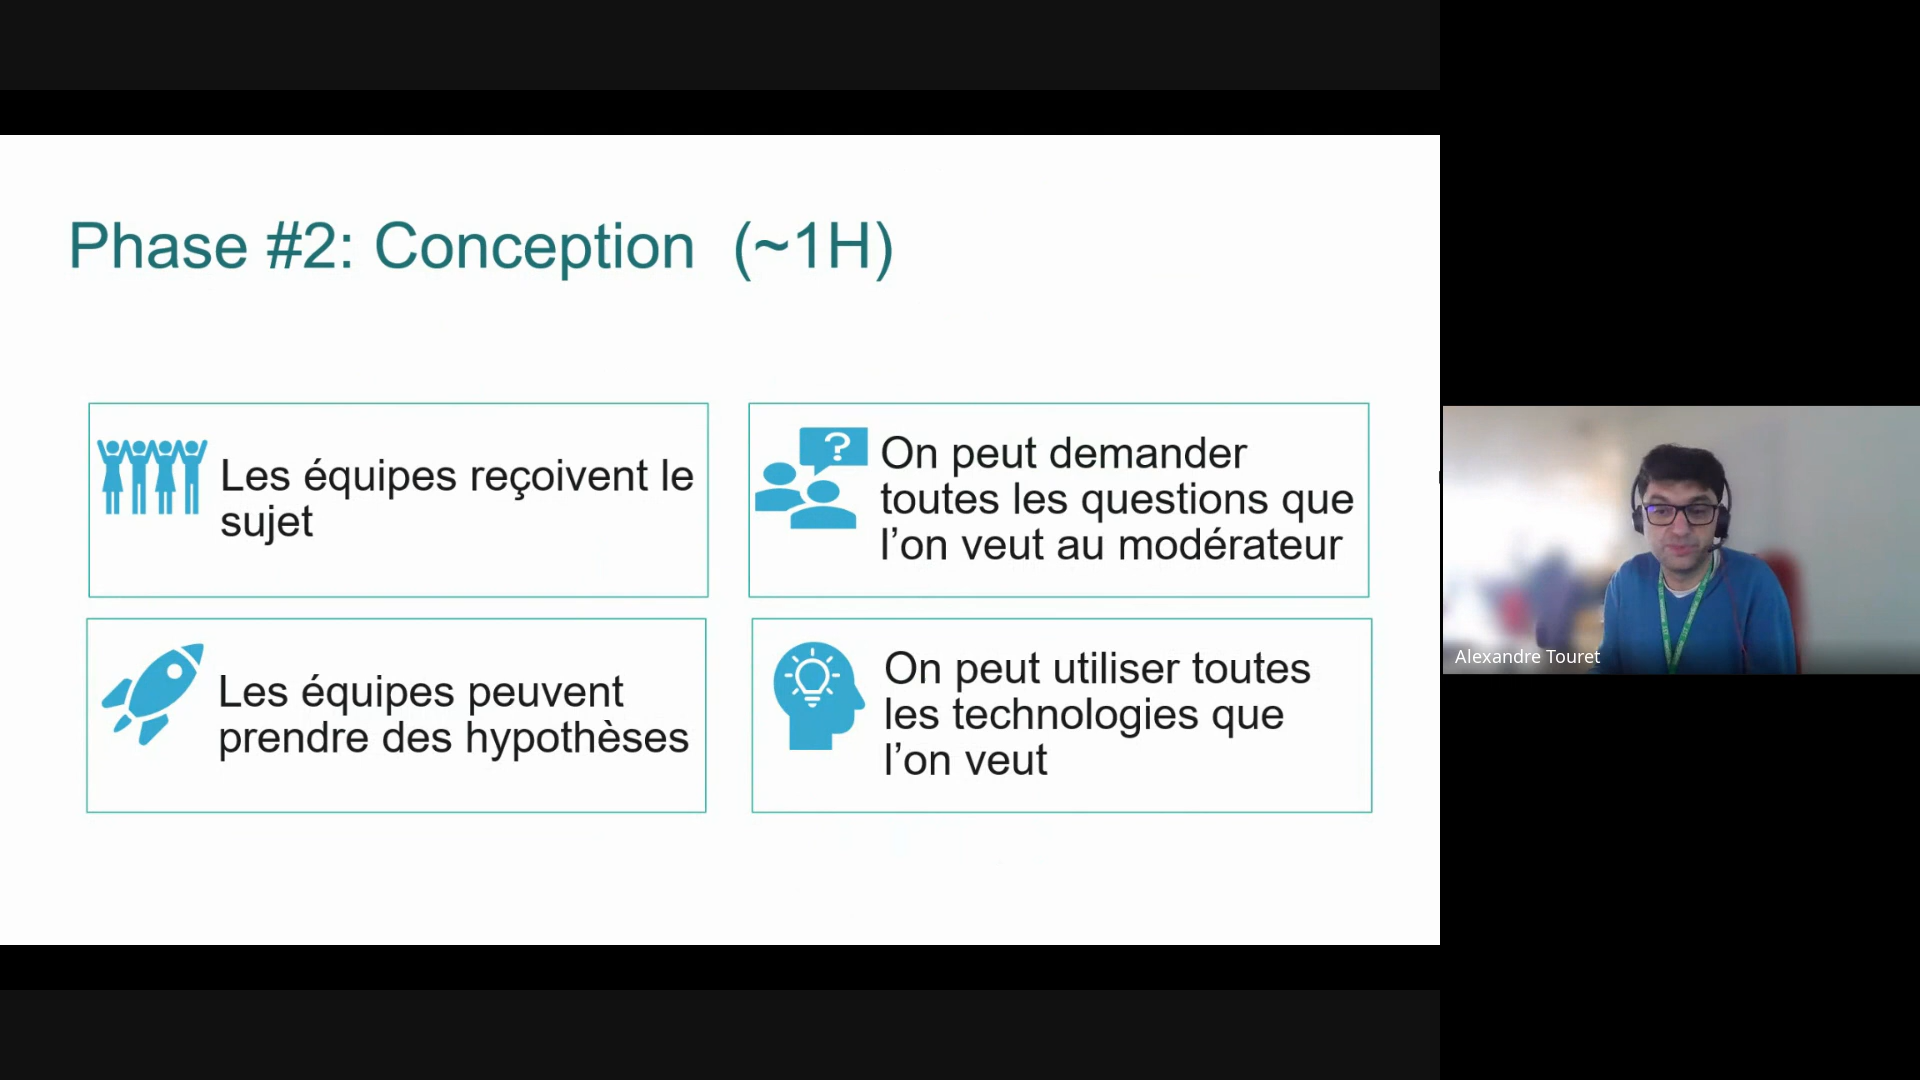 Phase #2: Conception (~1H)
Les équipes reçoivent le
sujet
?
On peut demander
toutes les questions que
l’on veut au modérateur
Les équipes peuvent
prendre des hypothèses
On peut utiliser toutes
les technologies que
l’on veut
Alexandre Touret